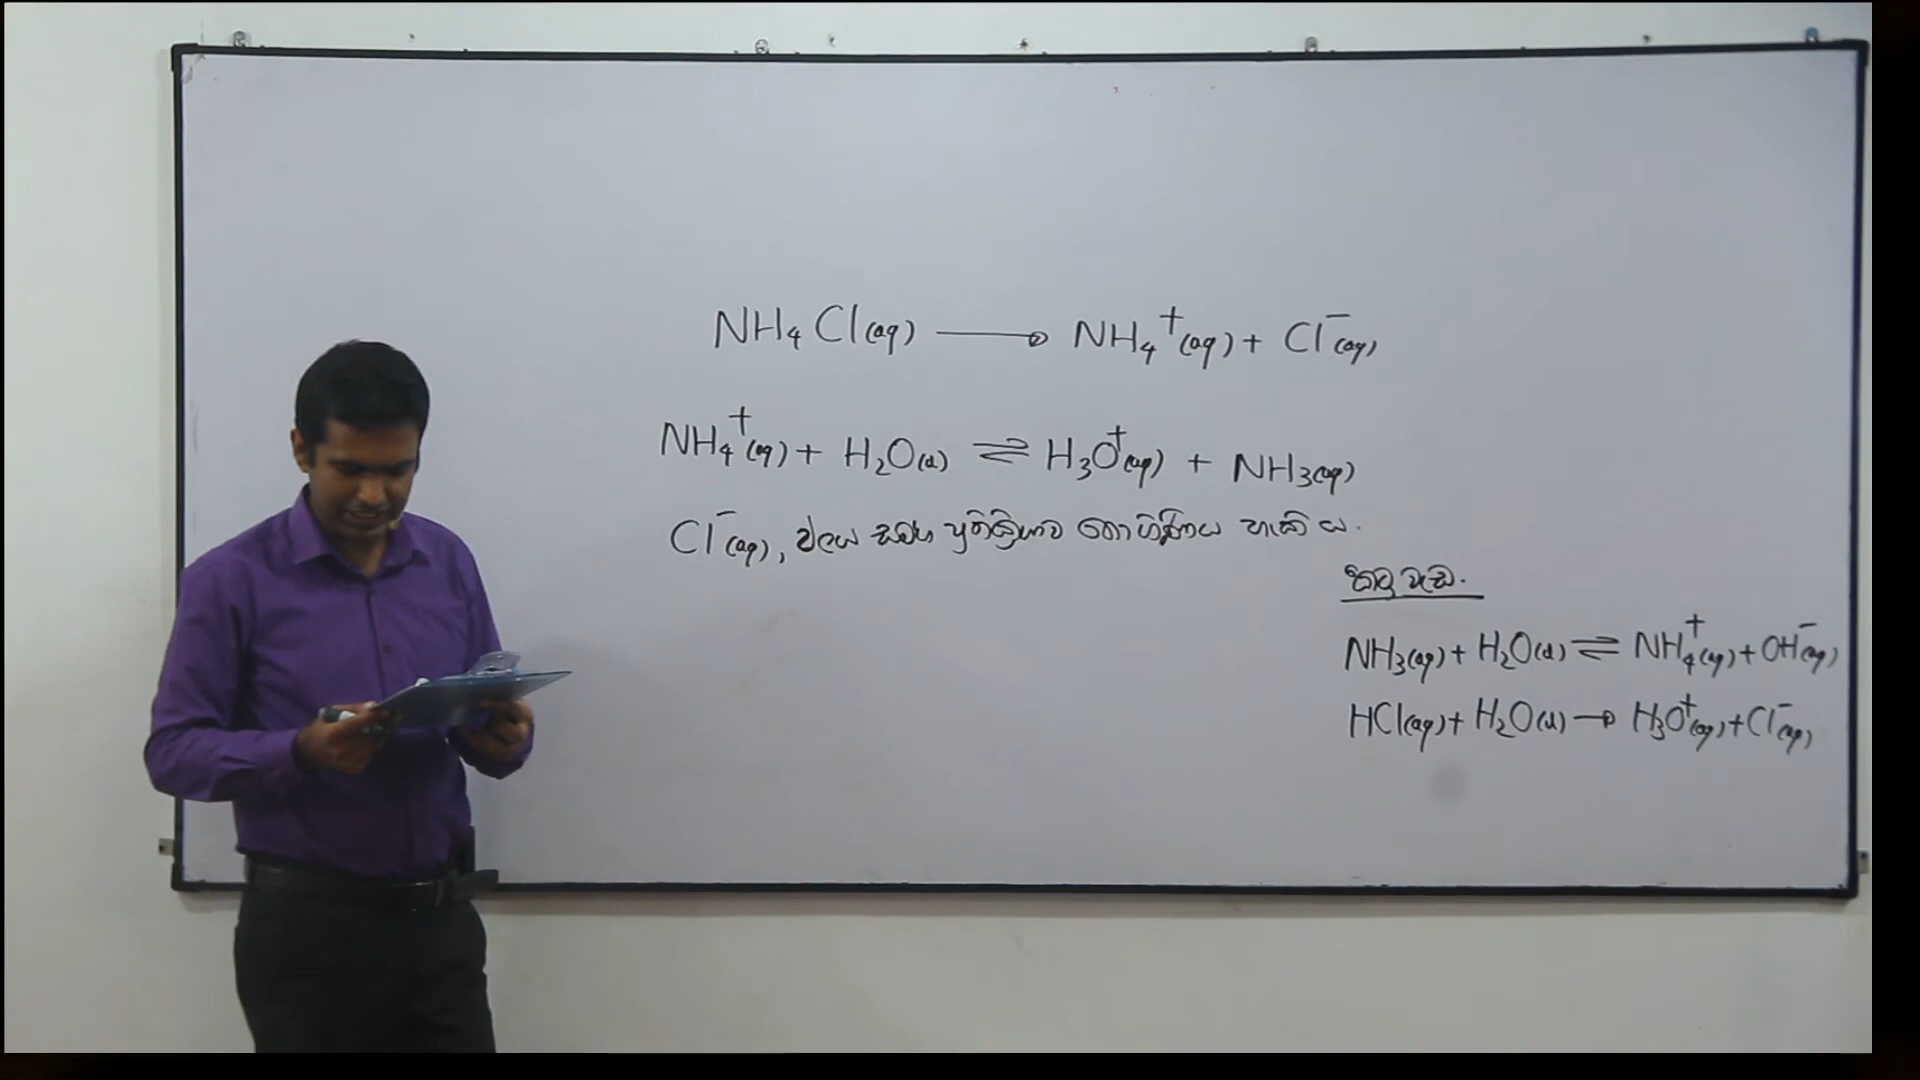 NH₄Cl(aq) ⟶ NH₄⁺(aq) + Cl⁻(aq)
NH₄⁺(aq) + H₂O(l) ⇌ H₃O⁺(aq) + NH₃(aq)
Cl⁻(aq), ජලය සමඟ ප්‍රතික්‍රියාව නොගිණිය හැකි ය.
කටු වැඩ.
NH₃(aq) + H₂O(l) ⇌ NH₄⁺(aq) + OH⁻(aq)
HCl(aq) + H₂O(l) → H₃O⁺(aq) + Cl⁻(aq)